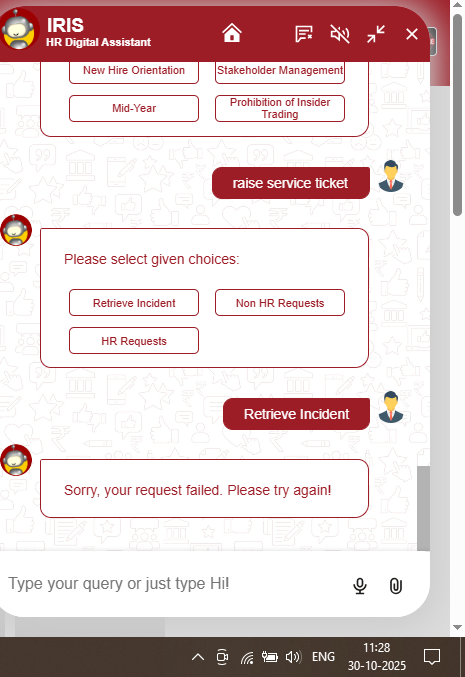 IRIS
HR Digital Assistant
New Hire Orientation
Stakeholder Management
Mid-Year
Prohibition of Insider
Trading
raise service ticket
Please select given choices:
Retrieve Incident
Non HR Requests
HR Requests
Retrieve Incident
Sorry, your request failed. Please try again!
Type your query or just type Hi!
ENG
11:28
30-10-2025